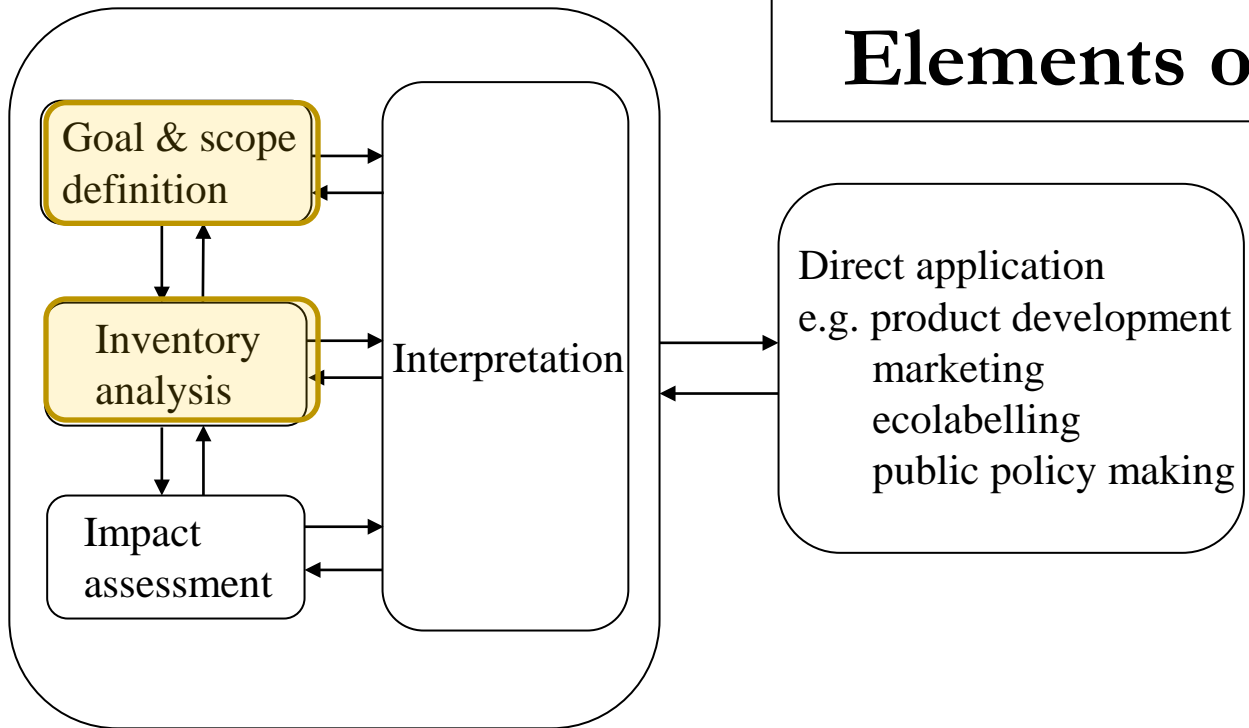 Elements o
Goal & scope
definition
Inventory
analysis
Impact
assessment
Interpretation
Direct application
e.g. product development
marketing
ecolabelling
public policy making